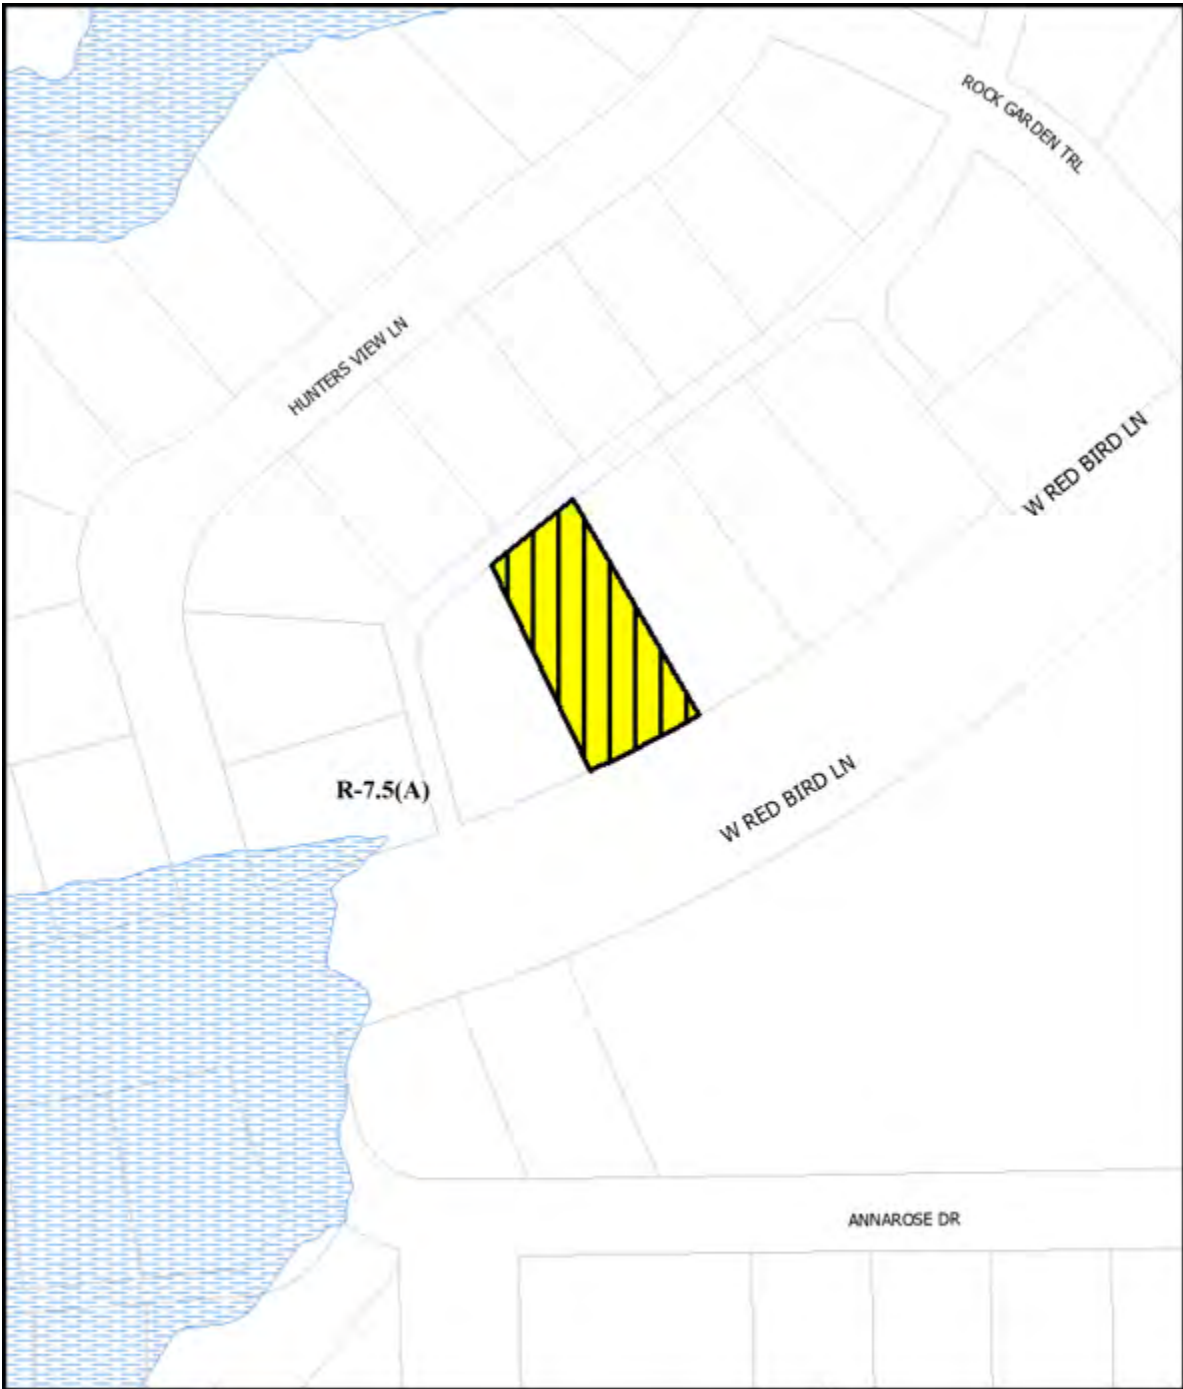 ROCK GARDEN TRL
HUNTERS VIEW LN
W RED BIRD LN
W RED BIRD LN
R-7.5(A)
ANNAROSE DR